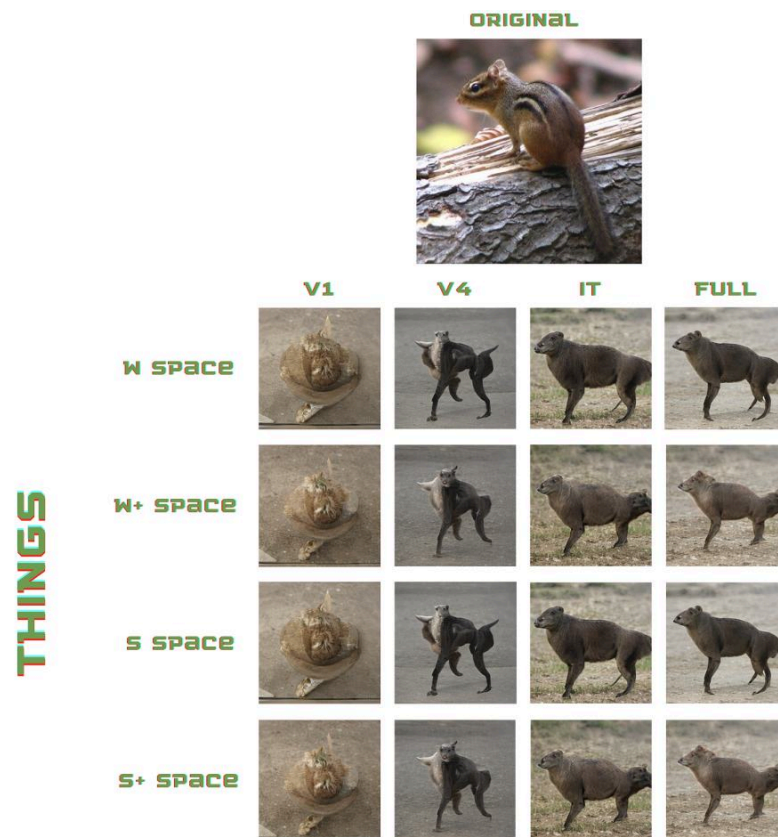 ORIGINAL
V1 V4 IT FULL
W SPACE
W+ SPACE
THINGS
S SPACE
S+ SPACE